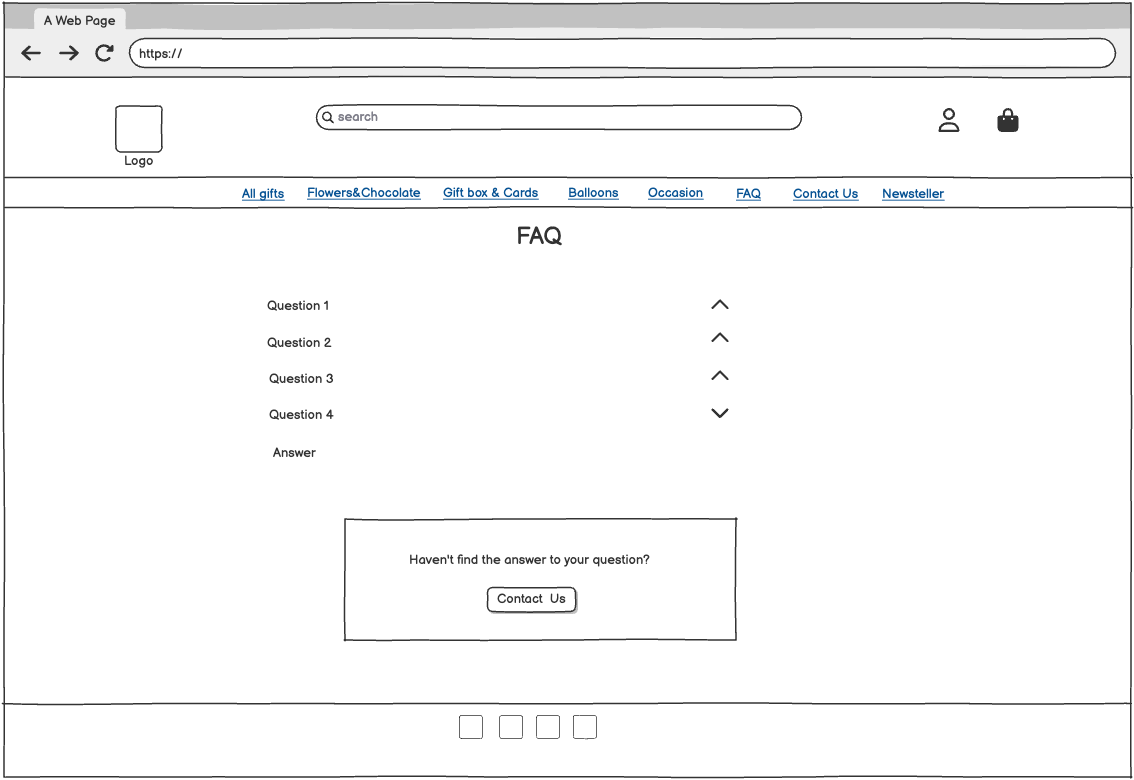 A Web Page
https://
search
Logo
All gifts Flowers&Chocolate Gift box & Cards Balloons Occasion FAQ Contact Us Newsteller
FAQ
Question 1
Question 2
Question 3
Question 4
Answer
Haven't find the answer to your question?
Contact Us